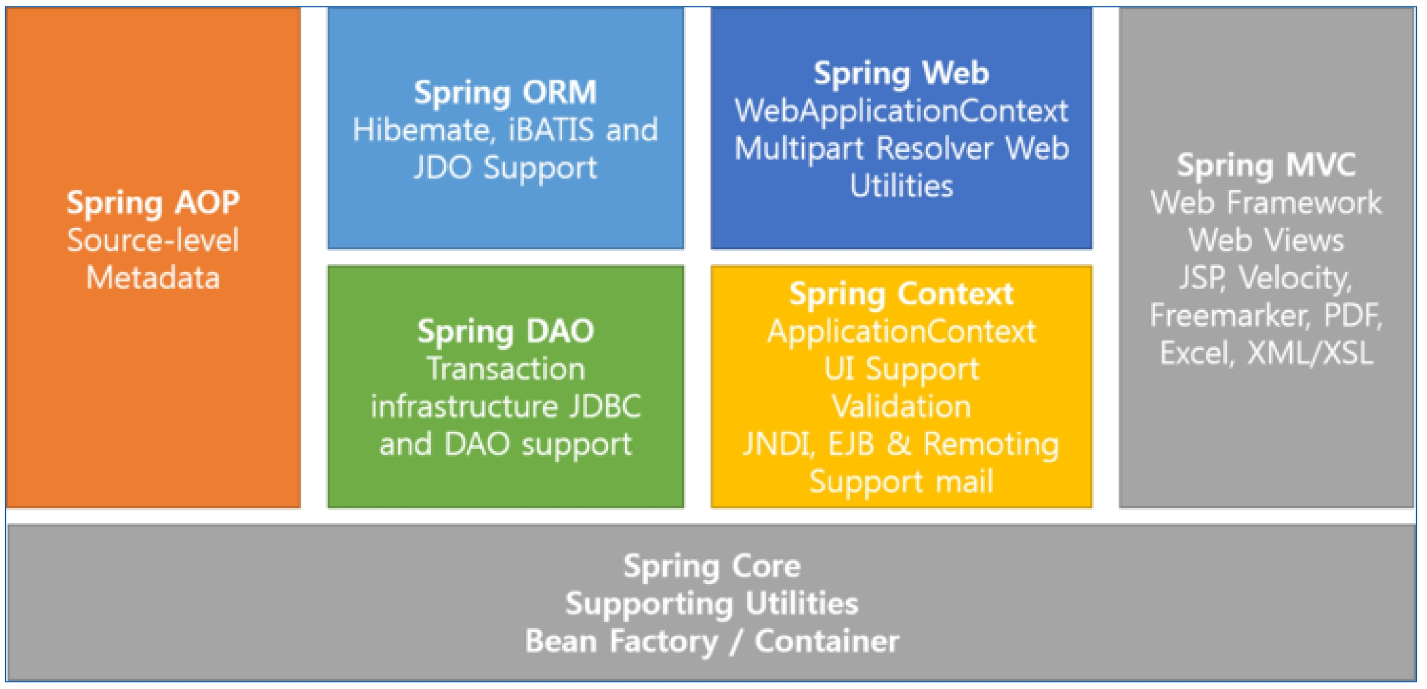 Spring AOP
Source-level
Metadata
Spring ORM
Hibemate, iBATIS and
JDO Support
Spring DAO
Transaction
infrastructure JDBC
and DAO support
Spring Web
WebApplicationContext
Multipart Resolver Web
Utilities
Spring Context
ApplicationContext
UI Support
Validation
JNDI, EJB & Remoting
Support mail
Spring MVC
Web Framework
Web Views
JSP, Velocity,
Freemarker, PDF,
Excel, XML/XSL
Spring Core
Supporting Utilities
Bean Factory / Container